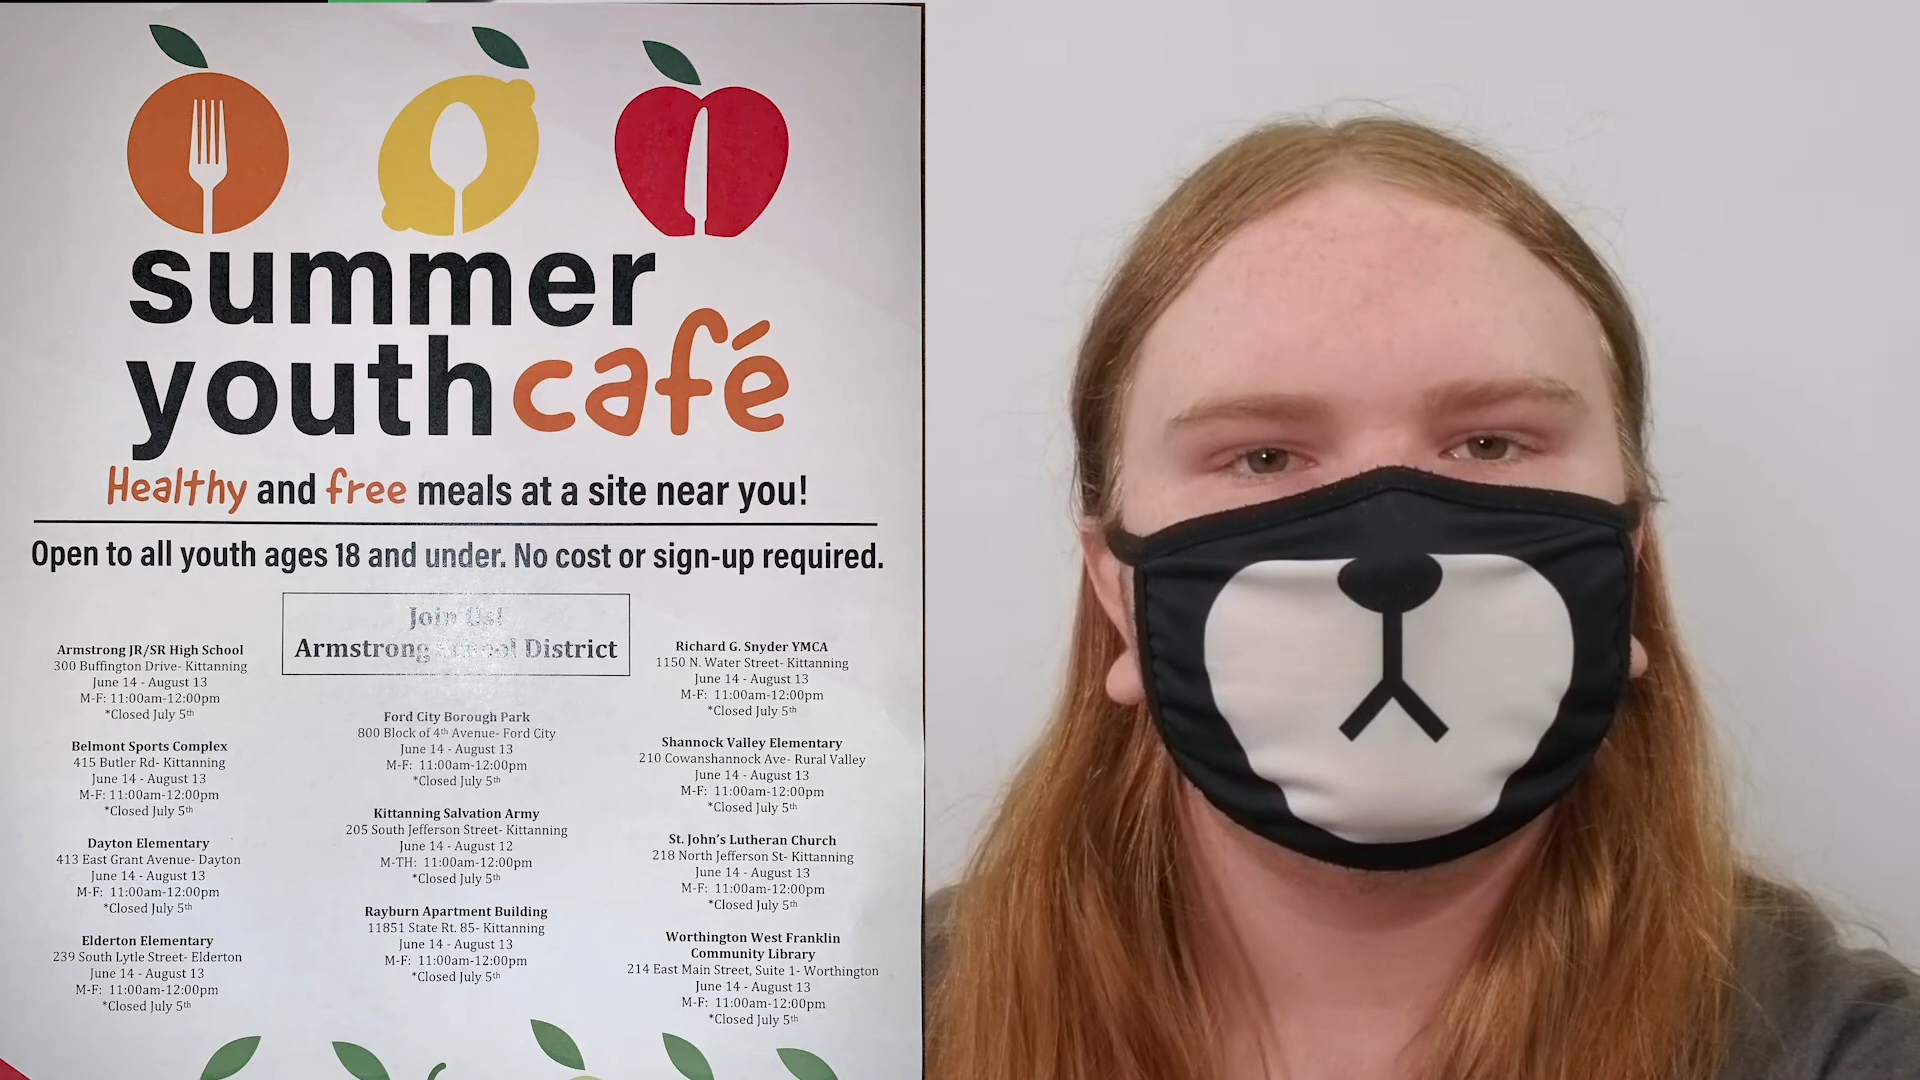 summer
youth café
Healthy and free meals at a site near you!
Open to all youth ages 18 and under. No cost or sign-up required.
Join Us!
Armstrong School District
Armstrong JR/SR High School
300 Buffington Drive- Kittanning
June 14 - August 13
M-F: 11:00am-12:00pm
*Closed July 5th
Belmont Sports Complex
415 Butler Rd- Kittanning
June 14 - August 13
M-F: 11:00am-12:00pm
*Closed July 5th
Dayton Elementary
413 East Grant Avenue- Dayton
June 14 - August 13
M-F: 11:00am-12:00pm
*Closed July 5th
Elderton Elementary
239 South Lytle Street- Elderton
June 14 - August 13
M-F: 11:00am-12:00pm
*Closed July 5th
Ford City Borough Park
800 Block of 4th Avenue- Ford City
June 14 - August 13
M-F: 11:00am-12:00pm
*Closed July 5th
Kittanning Salvation Army
205 South Jefferson Street- Kittanning
June 14 - August 12
M-TH: 11:00am-12:00pm
*Closed July 5th
Rayburn Apartment Building
11851 State Rt. 85- Kittanning
June 14 - August 13
M-F: 11:00am-12:00pm
*Closed July 5th
Richard G. Snyder YMCA
1150 N. Water Street- Kittanning
June 14 - August 13
M-F: 11:00am-12:00pm
*Closed July 5th
Shannock Valley Elementary
210 Cowanshannock Ave- Rural Valley
June 14 - August 13
M-F: 11:00am-12:00pm
*Closed July 5th
St. John's Lutheran Church
218 North Jefferson St- Kittanning
June 14 - August 13
M-F: 11:00am-12:00pm
*Closed July 5th
Worthington West Franklin
Community Library
214 East Main Street, Suite 1- Worthington
June 14 - August 13
M-F: 11:00am-12:00pm
*Closed July 5th